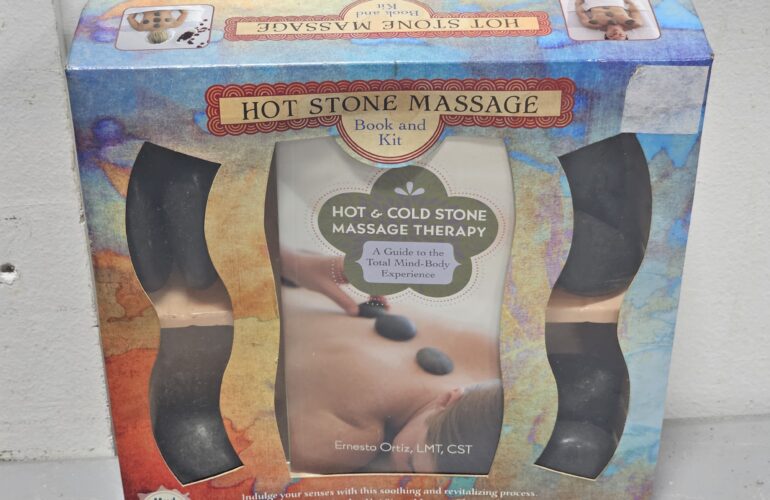 HOT STONE MASSAGE
Book and
Kit
HOT STONE MASSAGE
Book and
Kit
HOT & COLD STONE
MASSAGE THERAPY
A Guide to the
Total Mind-Body
Experience
Ernesto Ortiz, LMT, CST
Indulge your senses with this soothing and revitalizing process.